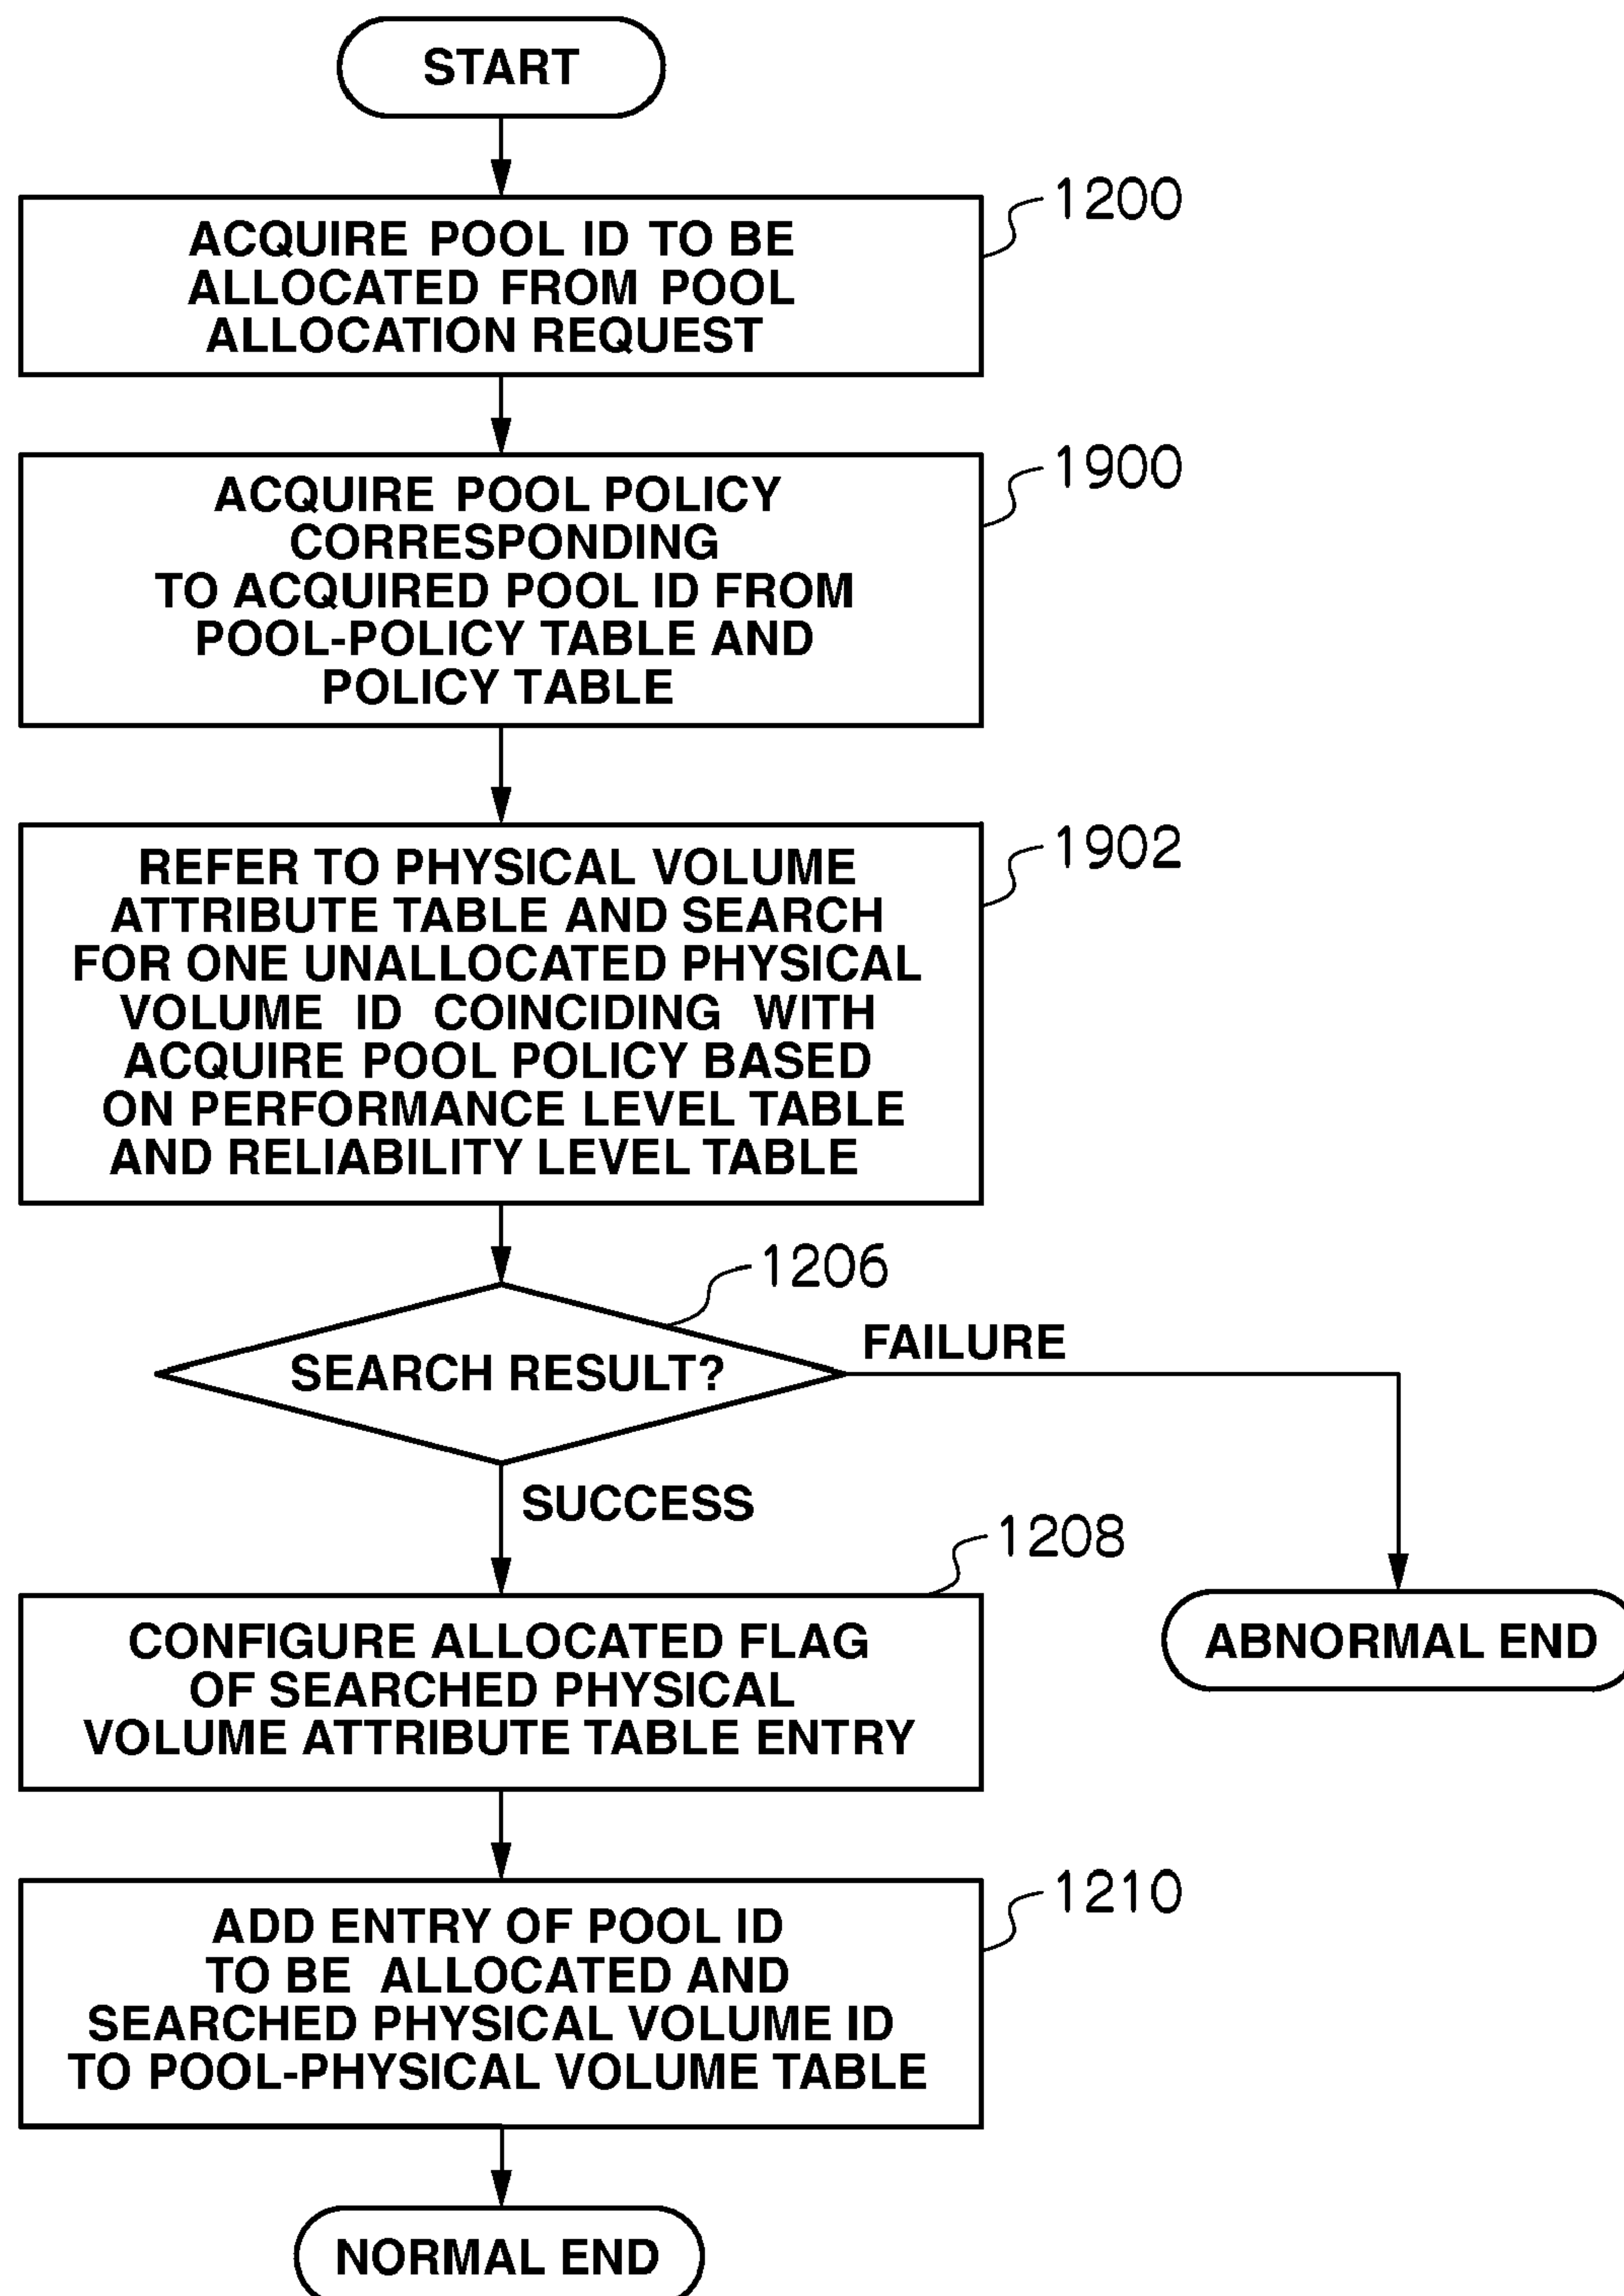 START
1200
ACQUIRE POOL ID TO BE
ALLOCATED FROM POOL
ALLOCATION REQUEST
1900
ACQUIRE POOL POLICY
CORRESPONDING
TO ACQUIRED POOL ID FROM
POOL-POLICY TABLE AND
POLICY TABLE
1902
REFER TO PHYSICAL VOLUME
ATTRIBUTE TABLE AND SEARCH
FOR ONE UNALLOCATED PHYSICAL
VOLUME ID COINCIDING WITH
ACQUIRE POOL POLICY BASED
ON PERFORMANCE LEVEL TABLE
AND RELIABILITY LEVEL TABLE
1206
SEARCH RESULT?
FAILURE
SUCCESS
1208
CONFIGURE ALLOCATED FLAG
OF SEARCHED PHYSICAL
VOLUME ATTRIBUTE TABLE ENTRY
ABNORMAL END
1210
ADD ENTRY OF POOL ID
TO BE ALLOCATED AND
SEARCHED PHYSICAL VOLUME ID
TO POOL-PHYSICAL VOLUME TABLE
NORMAL END